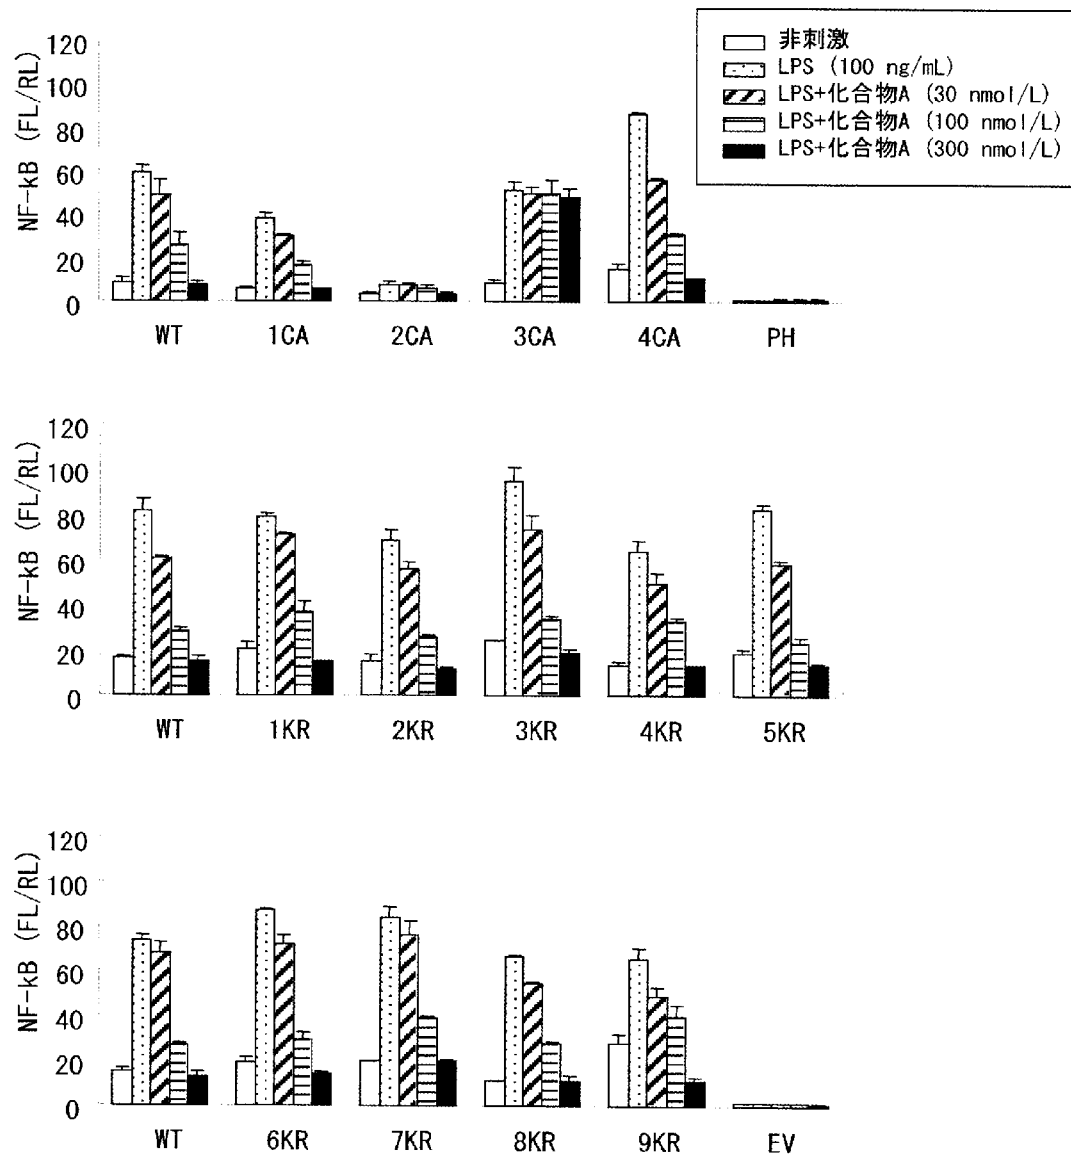 非刺激
LPS (100 ng/mL)
LPS+化合物A (30 nmol/L)
LPS+化合物A (100 nmol/L)
LPS+化合物A (300 nmol/L)
NF-kB (FL/RL)
120
100
80
60
40
20
0
WT 1CA 2CA 3CA 4CA PH
NF-kB (FL/RL)
120
100
80
60
40
20
0
WT 1KR 2KR 3KR 4KR 5KR
NF-kB (FL/RL)
120
100
80
60
40
20
0
WT 6KR 7KR 8KR 9KR EV